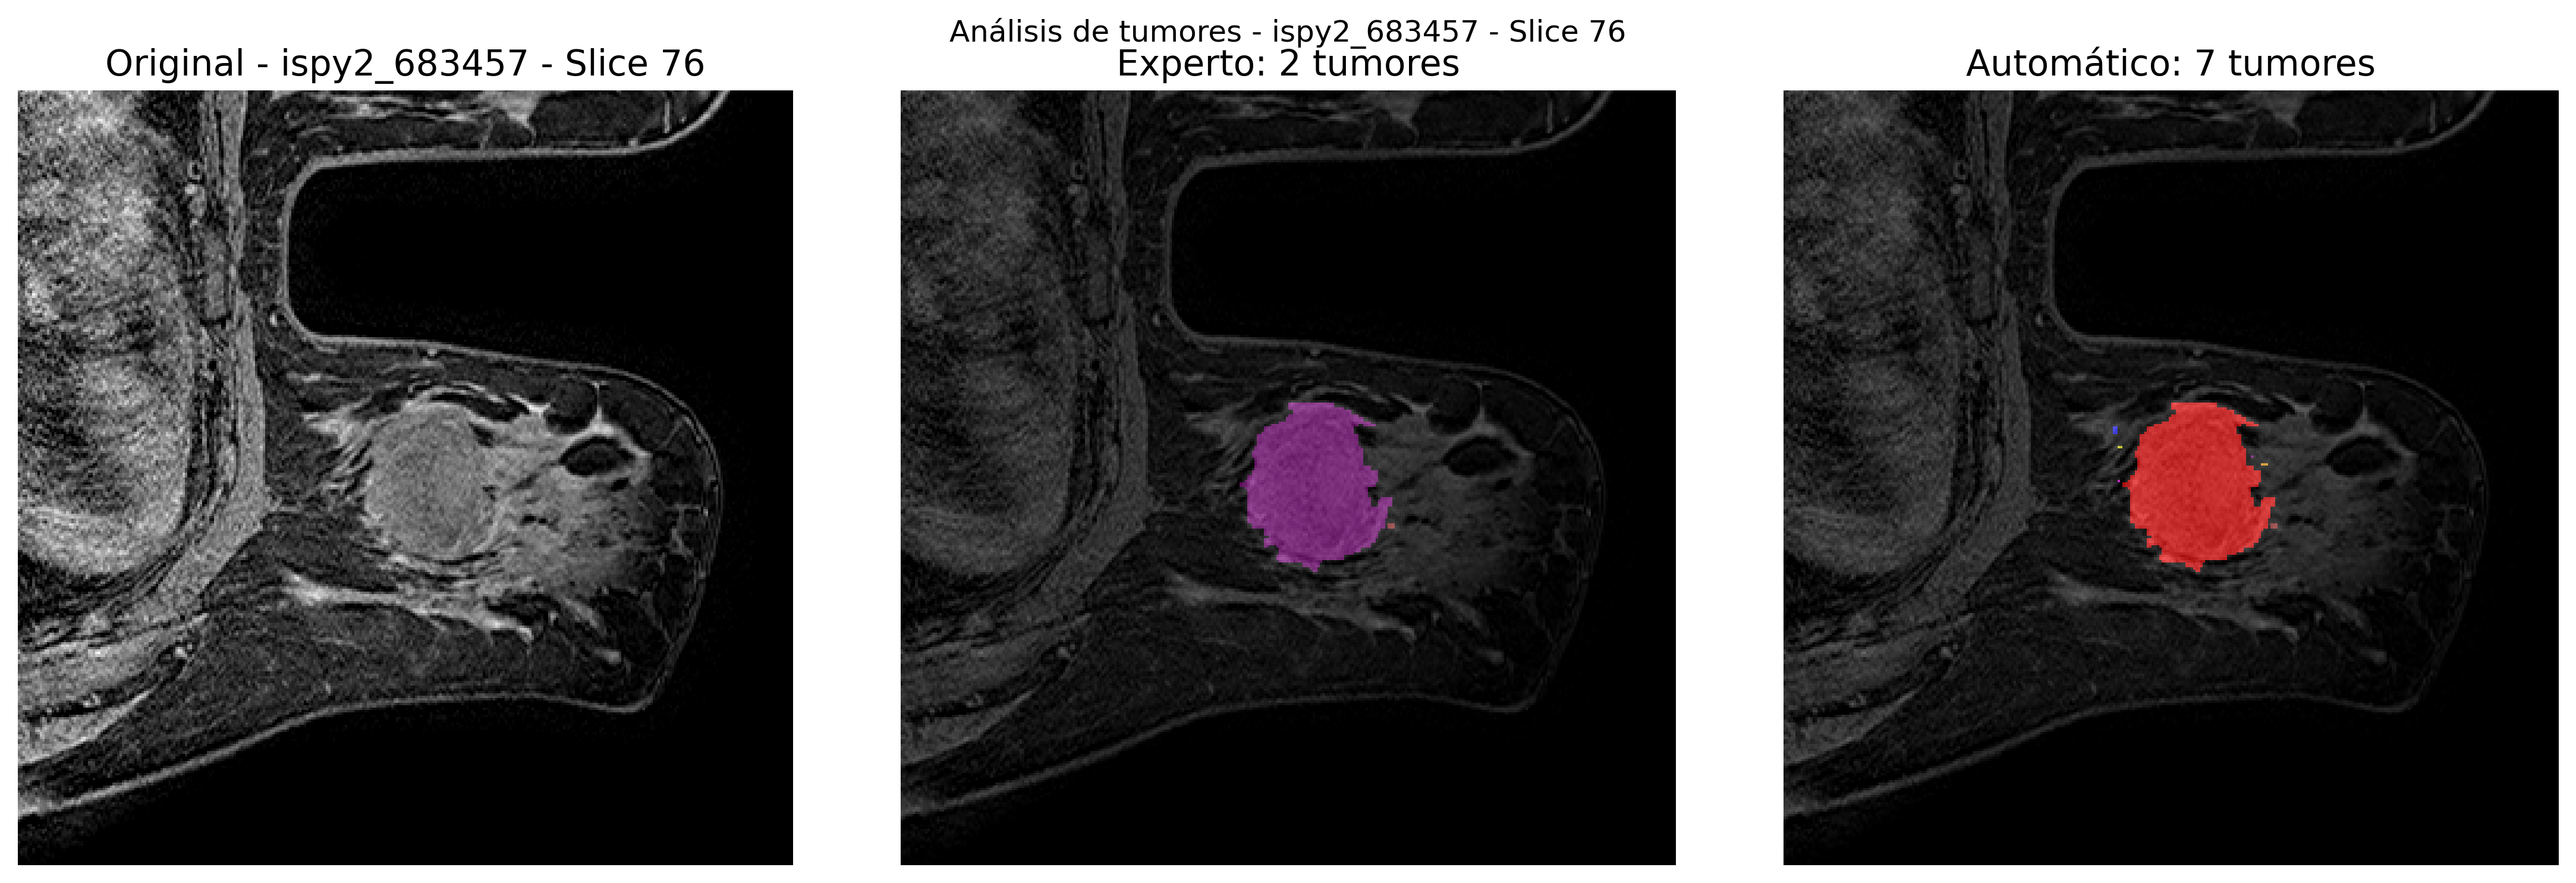 Análisis de tumores - ispy2_683457 - Slice 76
Original - ispy2_683457 - Slice 76
Experto: 2 tumores
Automático: 7 tumores